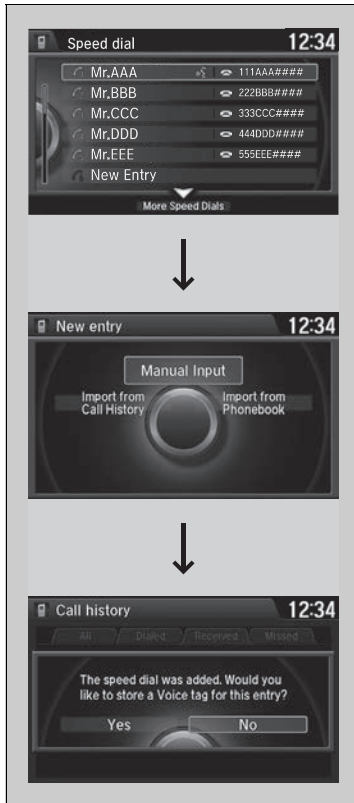 Speed dial 12:34
Mr.AAA 111AAA####
Mr.BBB 222BBB####
Mr.CCC 333CCC####
Mr.DDD 444DDD####
Mr.EEE 555EEE####
New Entry
More Speed Dials
New entry 12:34
Manual Input
Import from
Call History
Import from
Phonebook
Call history 12:34
All Dialed Received Missed
The speed dial was added. Would you
like to store a Voice tag for this entry?
Yes No